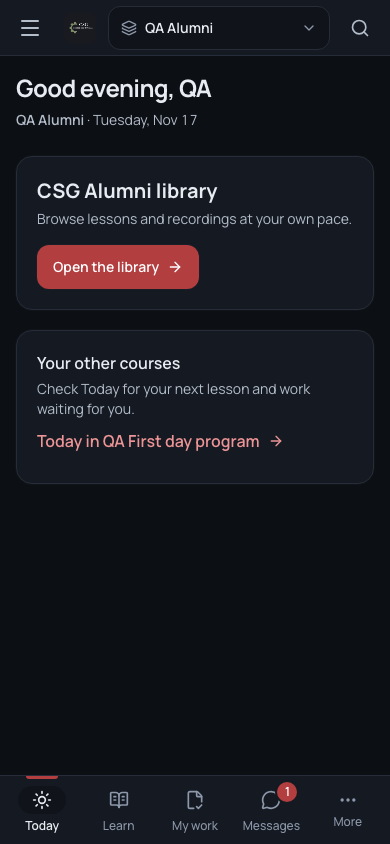 QA Alumni
Good evening, QA
QA Alumni · Tuesday, Nov 17
CSG Alumni library
Browse lessons and recordings at your own pace.
Open the library
Your other courses
Check Today for your next lesson and work
waiting for you.
Today in QA First day program
1
Today
Learn
My work
Messages
More